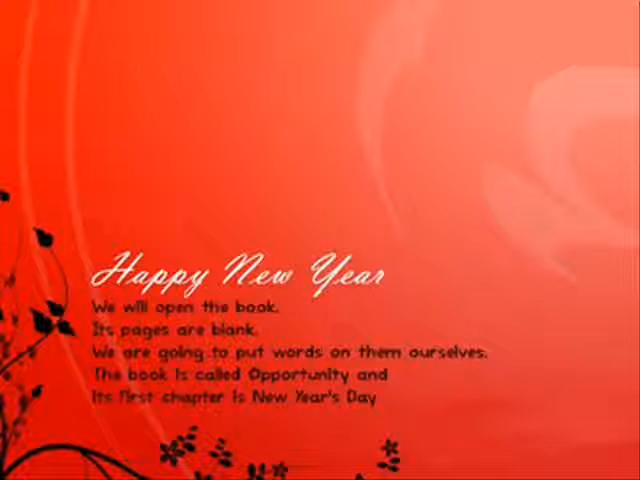 Happy New Year
We will open the book.
Its pages are blank.
We are going to put words on them ourselves.
The book is called Opportunity and
its first chapter is New Year's Day